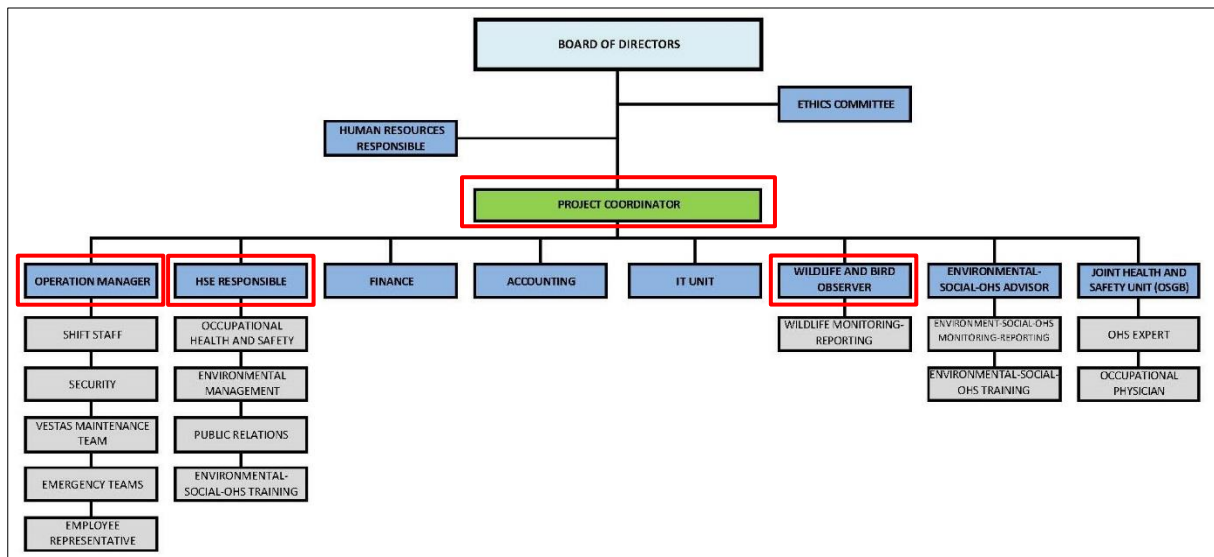 BOARD OF DIRECTORS
ETHICS COMMITTEE
HUMAN RESOURCES
RESPONSIBLE
PROJECT COORDINATOR
OPERATION MANAGER
HSE RESPONSIBLE
FINANCE
ACCOUNTING
IT UNIT
WILDLIFE AND BIRD
OBSERVER
ENVIRONMENTAL-
SOCIAL-OHS ADVISOR
JOINT HEALTH AND
SAFETY UNIT (OSGB)
SHIFT STAFF
SECURITY
VESTAS MAINTENANCE
TEAM
EMERGENCY TEAMS
EMPLOYEE
REPRESENTATIVE
OCCUPATIONAL
HEALTH AND SAFETY
ENVIRONMENTAL
MANAGEMENT
PUBLIC RELATIONS
ENVIRONMENTAL-
SOCIAL-OHS TRAINING
WILDLIFE MONITORING-
REPORTING
ENVIRONMENT-SOCIAL-OHS
MONITORING-REPORTING
ENVIRONMENTAL-SOCIAL-
OHS TRAINING
OHS EXPERT
OCCUPATIONAL
PHYSICIAN